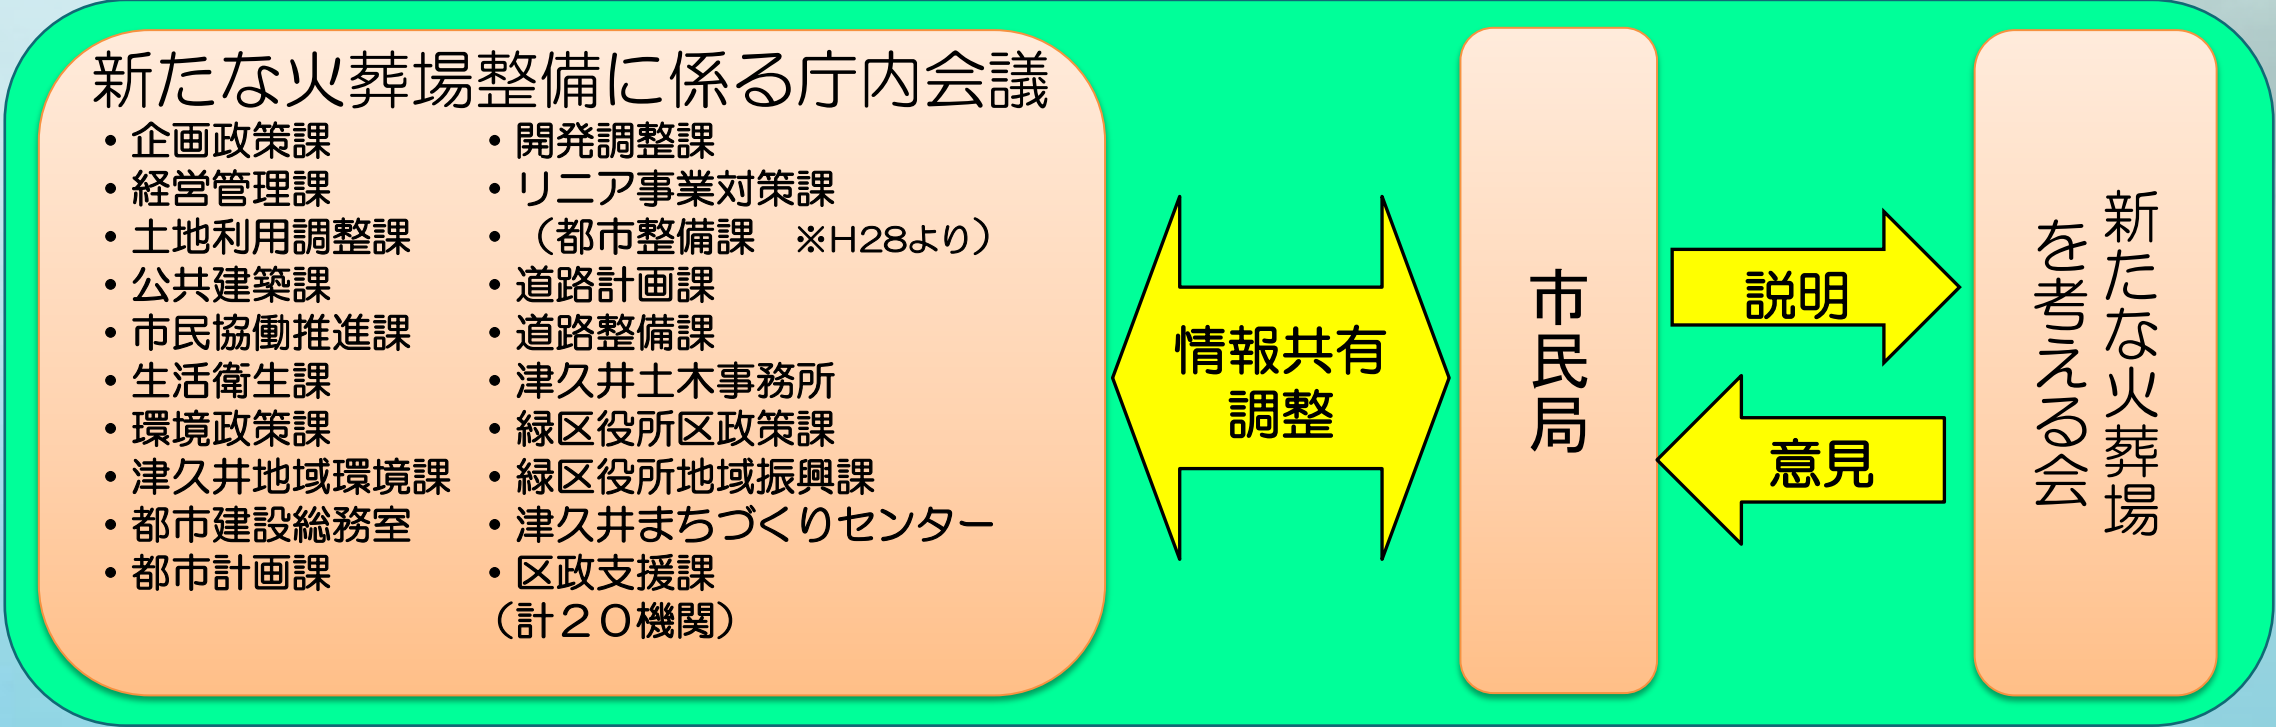 新たな火葬場整備に係る庁内会議
・企画政策課
・経営管理課
・土地利用調整課
・公共建築課
・市民協働推進課
・生活衛生課
・環境政策課
・津久井地域環境課
・都市建設総務室
・都市計画課
・開発調整課
・リニア事業対策課
・（都市整備課　※H28より）
・道路計画課
・道路整備課
・津久井土木事務所
・緑区役所区政策課
・緑区役所地域振興課
・津久井まちづくりセンター
・区政支援課
（計２０機関）
情報共有
調整
市民局
説明
意見
新たな火葬場
を考える会